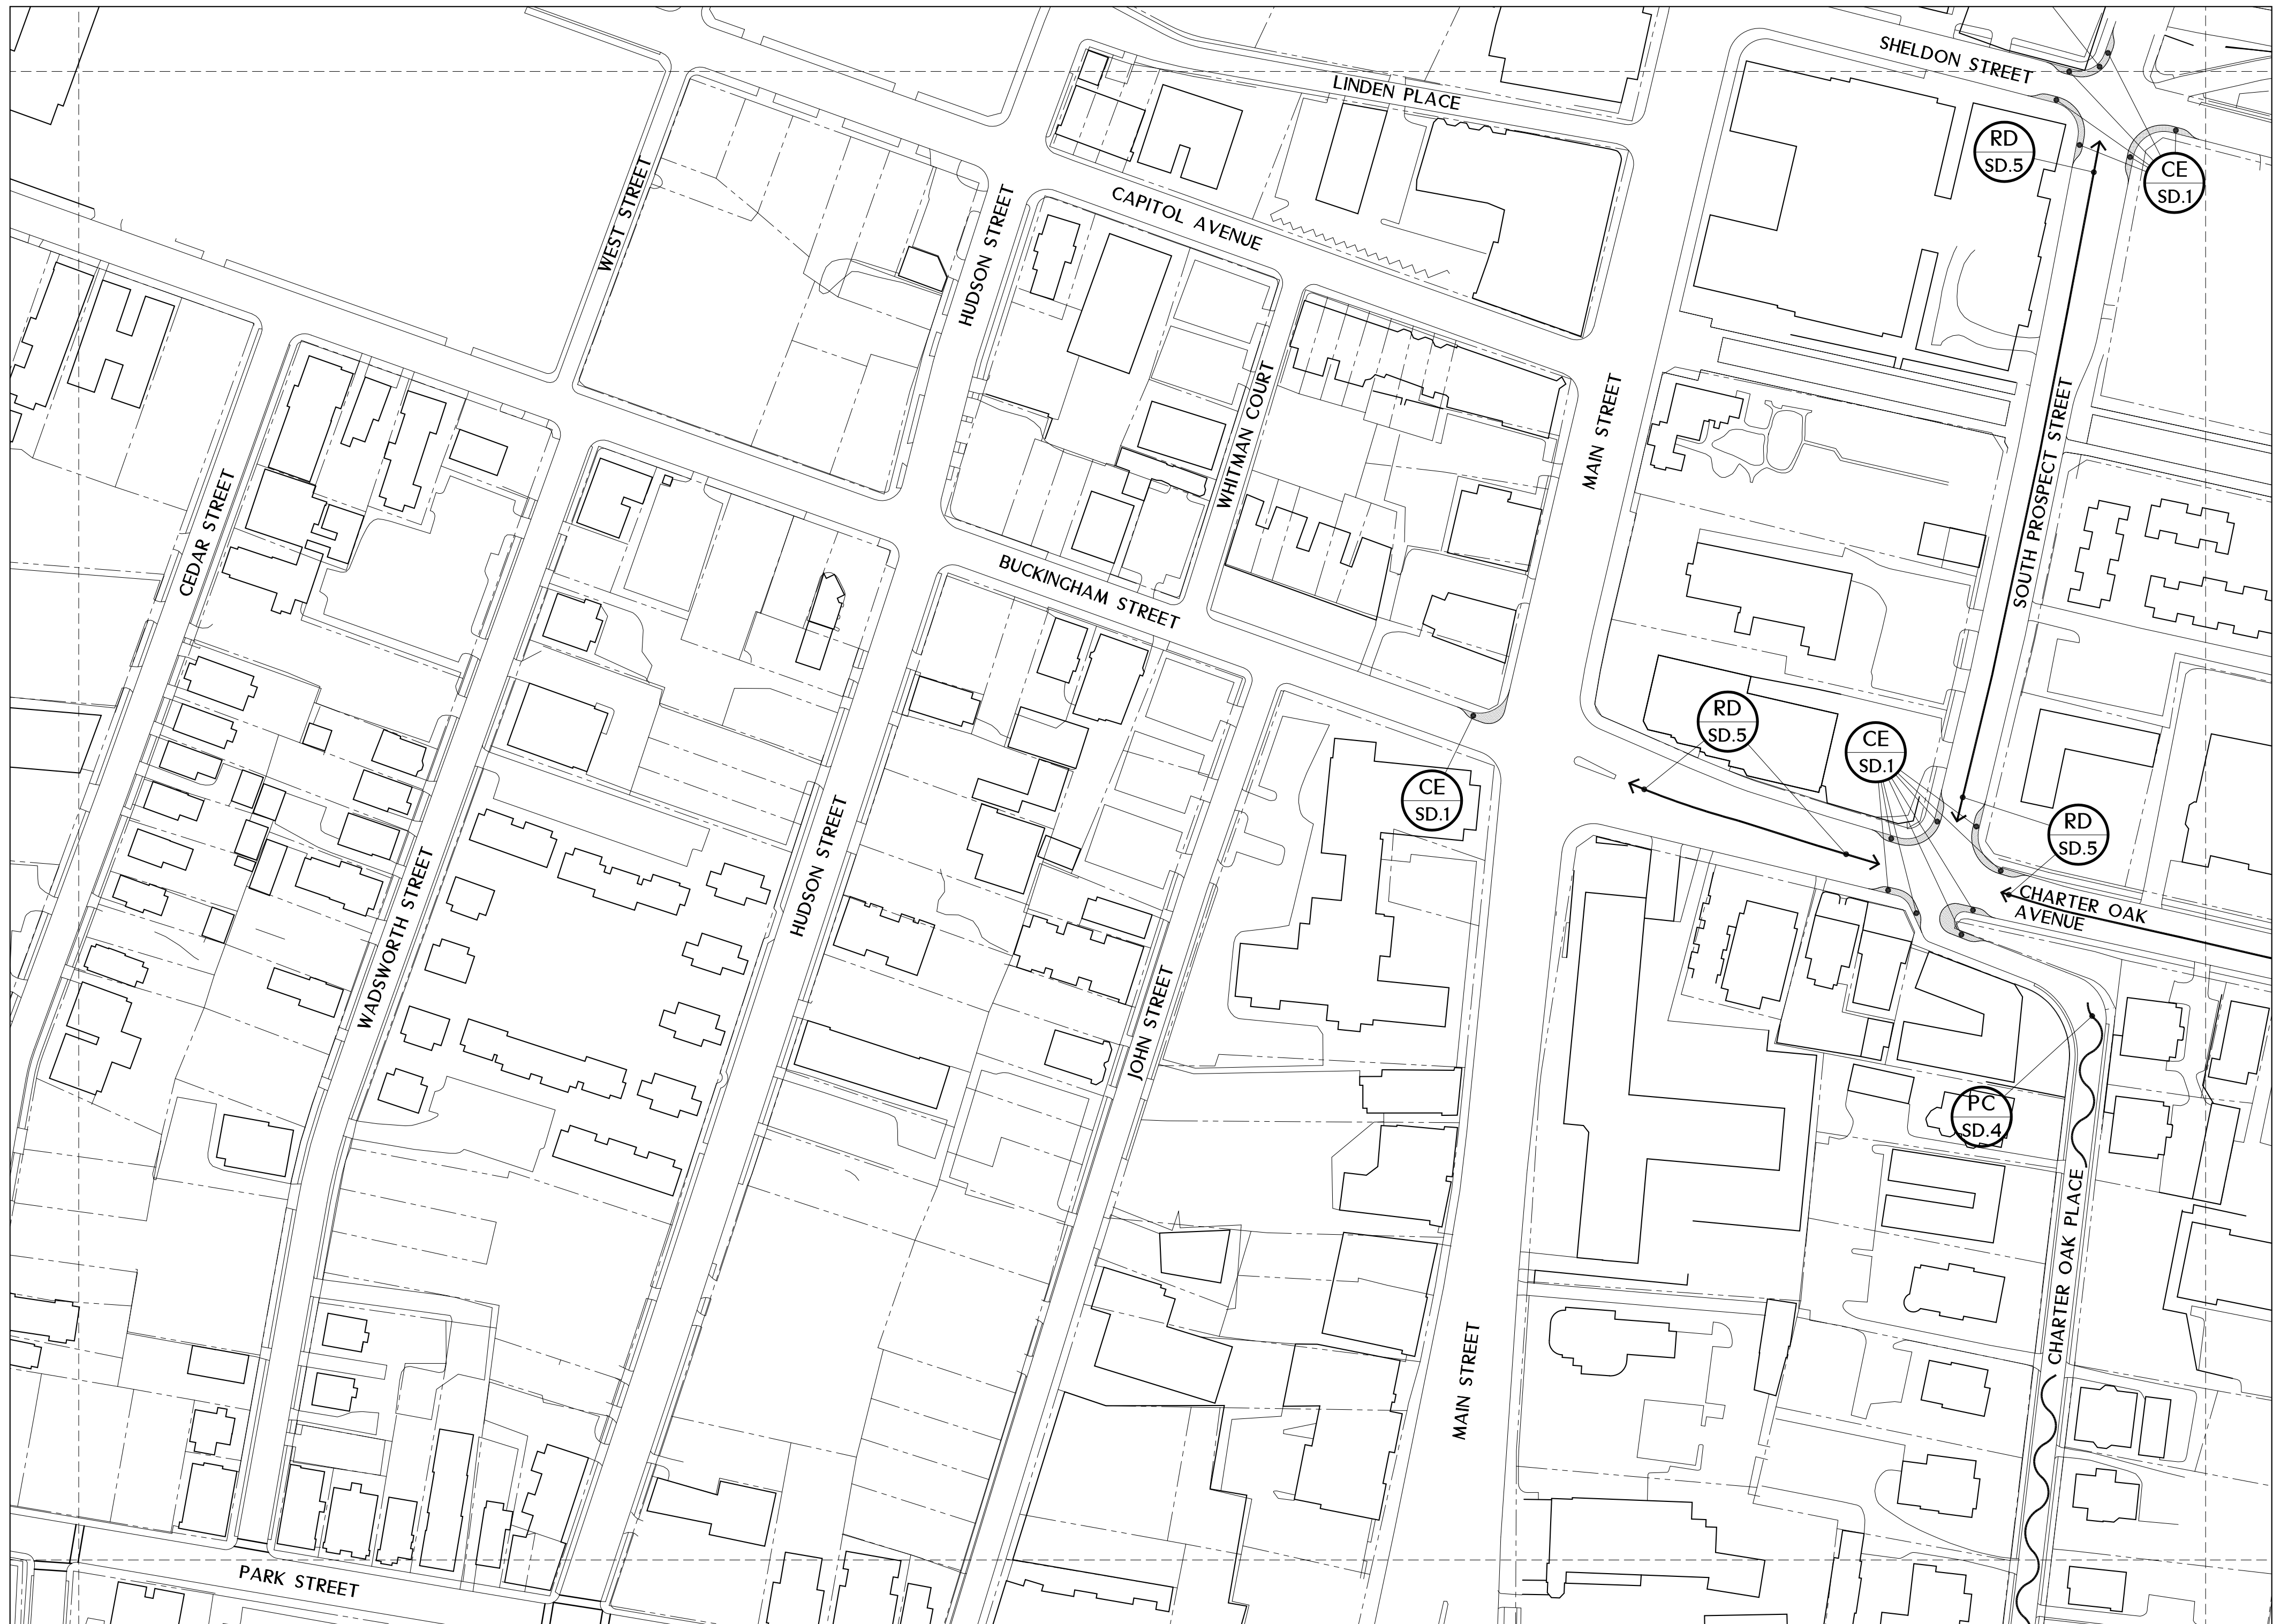 SHELDON STREET
LINDEN PLACE
RD
SD.5
CE
SD.1
WEST STREET
HUDSON STREET
CAPITOL AVENUE
MAIN STREET
WHITMAN COURT
SOUTH PROSPECT STREET
CEDAR STREET
BUCKINGHAM STREET
RD
SD.5
CE
SD.1
CE
SD.1
RD
SD.5
HUDSON STREET
CHARTER OAK
AVENUE
WADSWORTH STREET
JOHN STREET
PC
SD.4
CHARTER OAK PLACE
MAIN STREET
PARK STREET